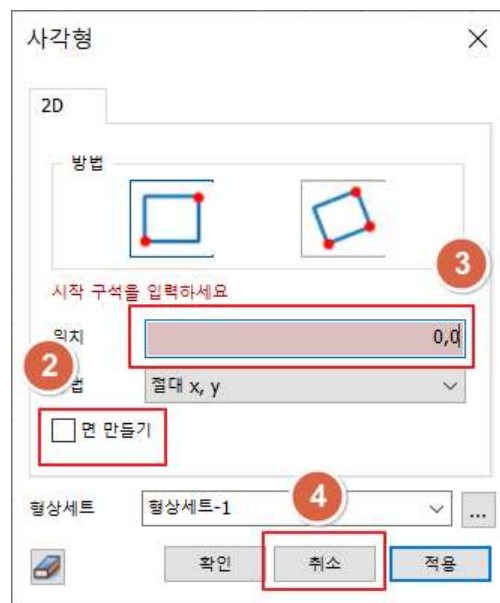 사각형
2D
방법
시작 구석을 입력하세요
3
위치
0,0
2
절대 x, y
면 만들기
형상세트
형상세트-1
4
...
확인
취소
적용